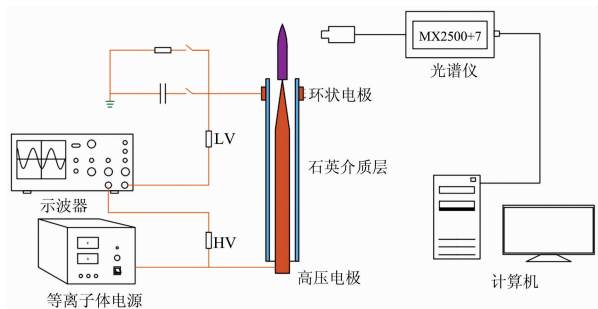 MX2500+7
光谱仪
环状电极
LV
石英介质层
示波器
HV
高压电极
计算机
等离子体电源